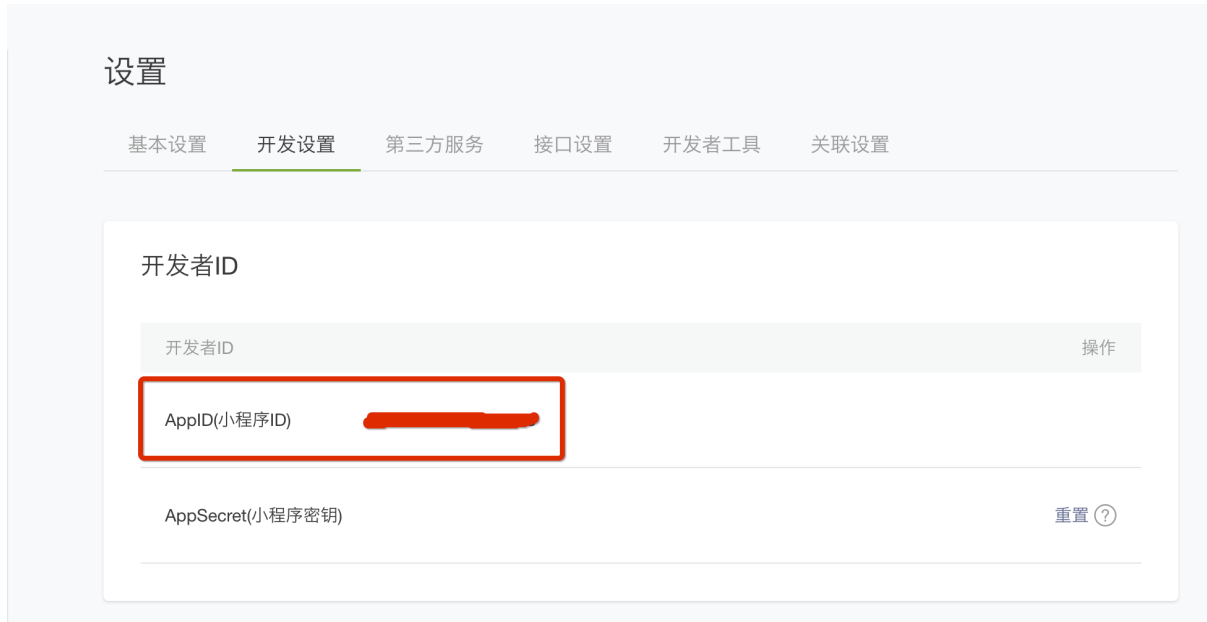 设置
基本设置 开发设置 第三方服务 接口设置 开发者工具 关联设置
开发者ID
开发者ID 操作
AppID(小程序ID)
AppSecret(小程序密钥) 重置 ?